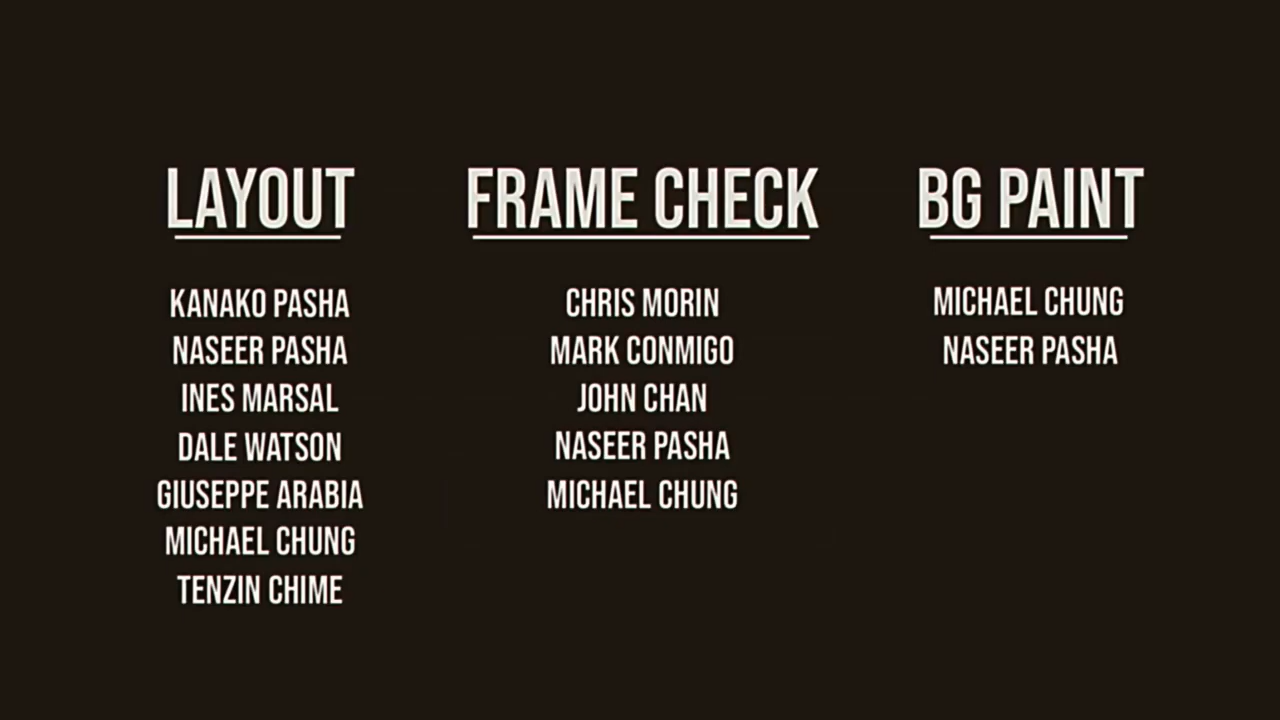 LAYOUT
KANAKO PASHA
NASEER PASHA
INES MARSAL
DALE WATSON
GIUSEPPE ARABIA
MICHAEL CHUNG
TENZIN CHIME
FRAME CHECK
CHRIS MORIN
MARK CONMIGO
JOHN CHAN
NASEER PASHA
MICHAEL CHUNG
BG PAINT
MICHAEL CHUNG
NASEER PASHA